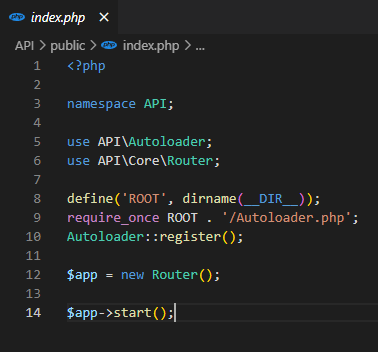 index.php ×
API > public > index.php > ...
1 <?php
2
3 namespace API;
4
5 use API\Autoloader;
6 use API\Core\Router;
7
8 define('ROOT', dirname(__DIR__));
9 require_once ROOT . '/Autoloader.php';
10 Autoloader::register();
11
12 $app = new Router();
13
14 $app->start();